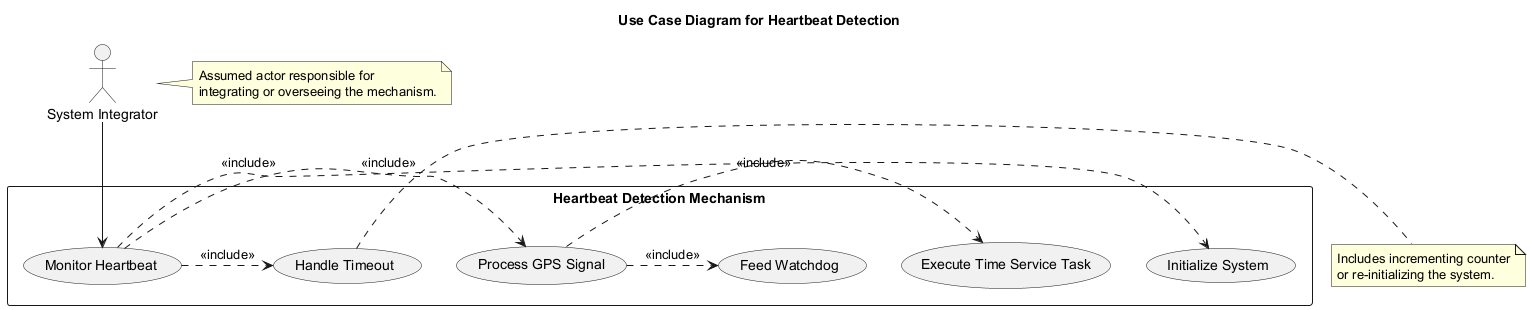 Use Case Diagram for Heartbeat Detection
Assumed actor responsible for
integrating or overseeing the mechanism.
System Integrator
«include»
«include»
«include»
Heartbeat Detection Mechanism
«include»
«include»
Monitor Heartbeat
Handle Timeout
Process GPS Signal
Feed Watchdog
Execute Time Service Task
Initialize System
Includes incrementing counter
or re-initializing the system.